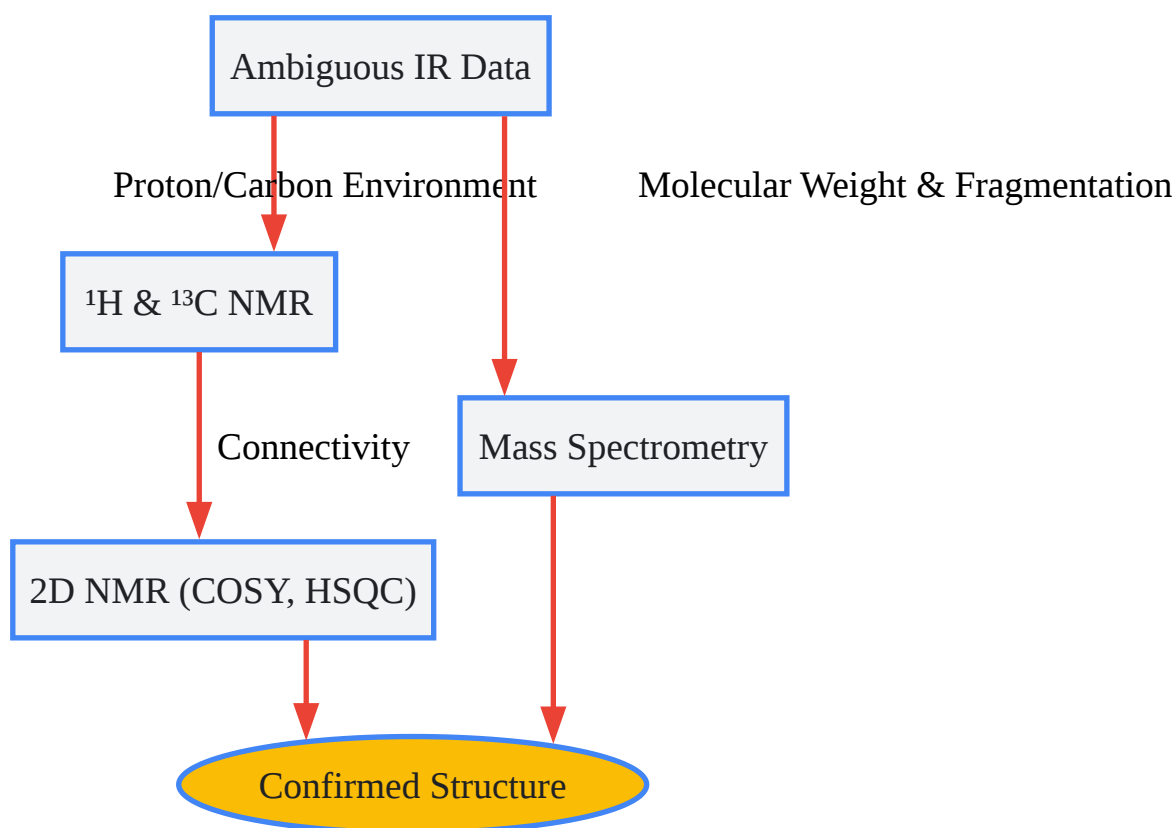 Ambiguous IR Data
Proton/Carbon Environment
Molecular Weight & Fragmentation
¹H & ¹³C NMR
Connectivity
Mass Spectrometry
2D NMR (COSY, HSQC)
Confirmed Structure